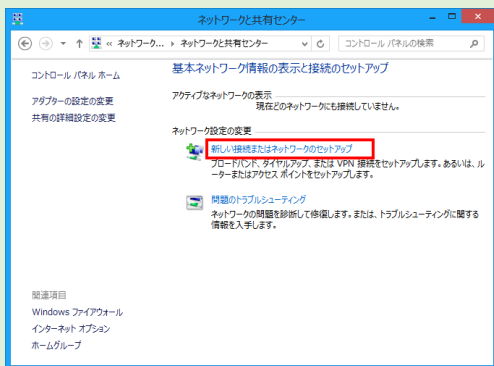 ネットワークと共有センター
« ネットワーク... ▸ ネットワークと共有センター
コントロール パネルの検索
コントロール パネル ホーム
アダプターの設定の変更
共有の詳細設定の変更
基本ネットワーク情報の表示と接続のセットアップ
アクティブなネットワークの表示
現在どのネットワークにも接続していません。
ネットワーク設定の変更
新しい接続またはネットワークのセットアップ
ブロードバンド、ダイヤルアップ、または VPN 接続をセットアップします。あるいは、ル
ーターまたはアクセス ポイントをセットアップします。
問題のトラブルシューティング
ネットワークの問題を診断して修復します。または、トラブルシューティングに関する
情報を入手します。
関連項目
Windows ファイアウォール
インターネット オプション
ホームグループ